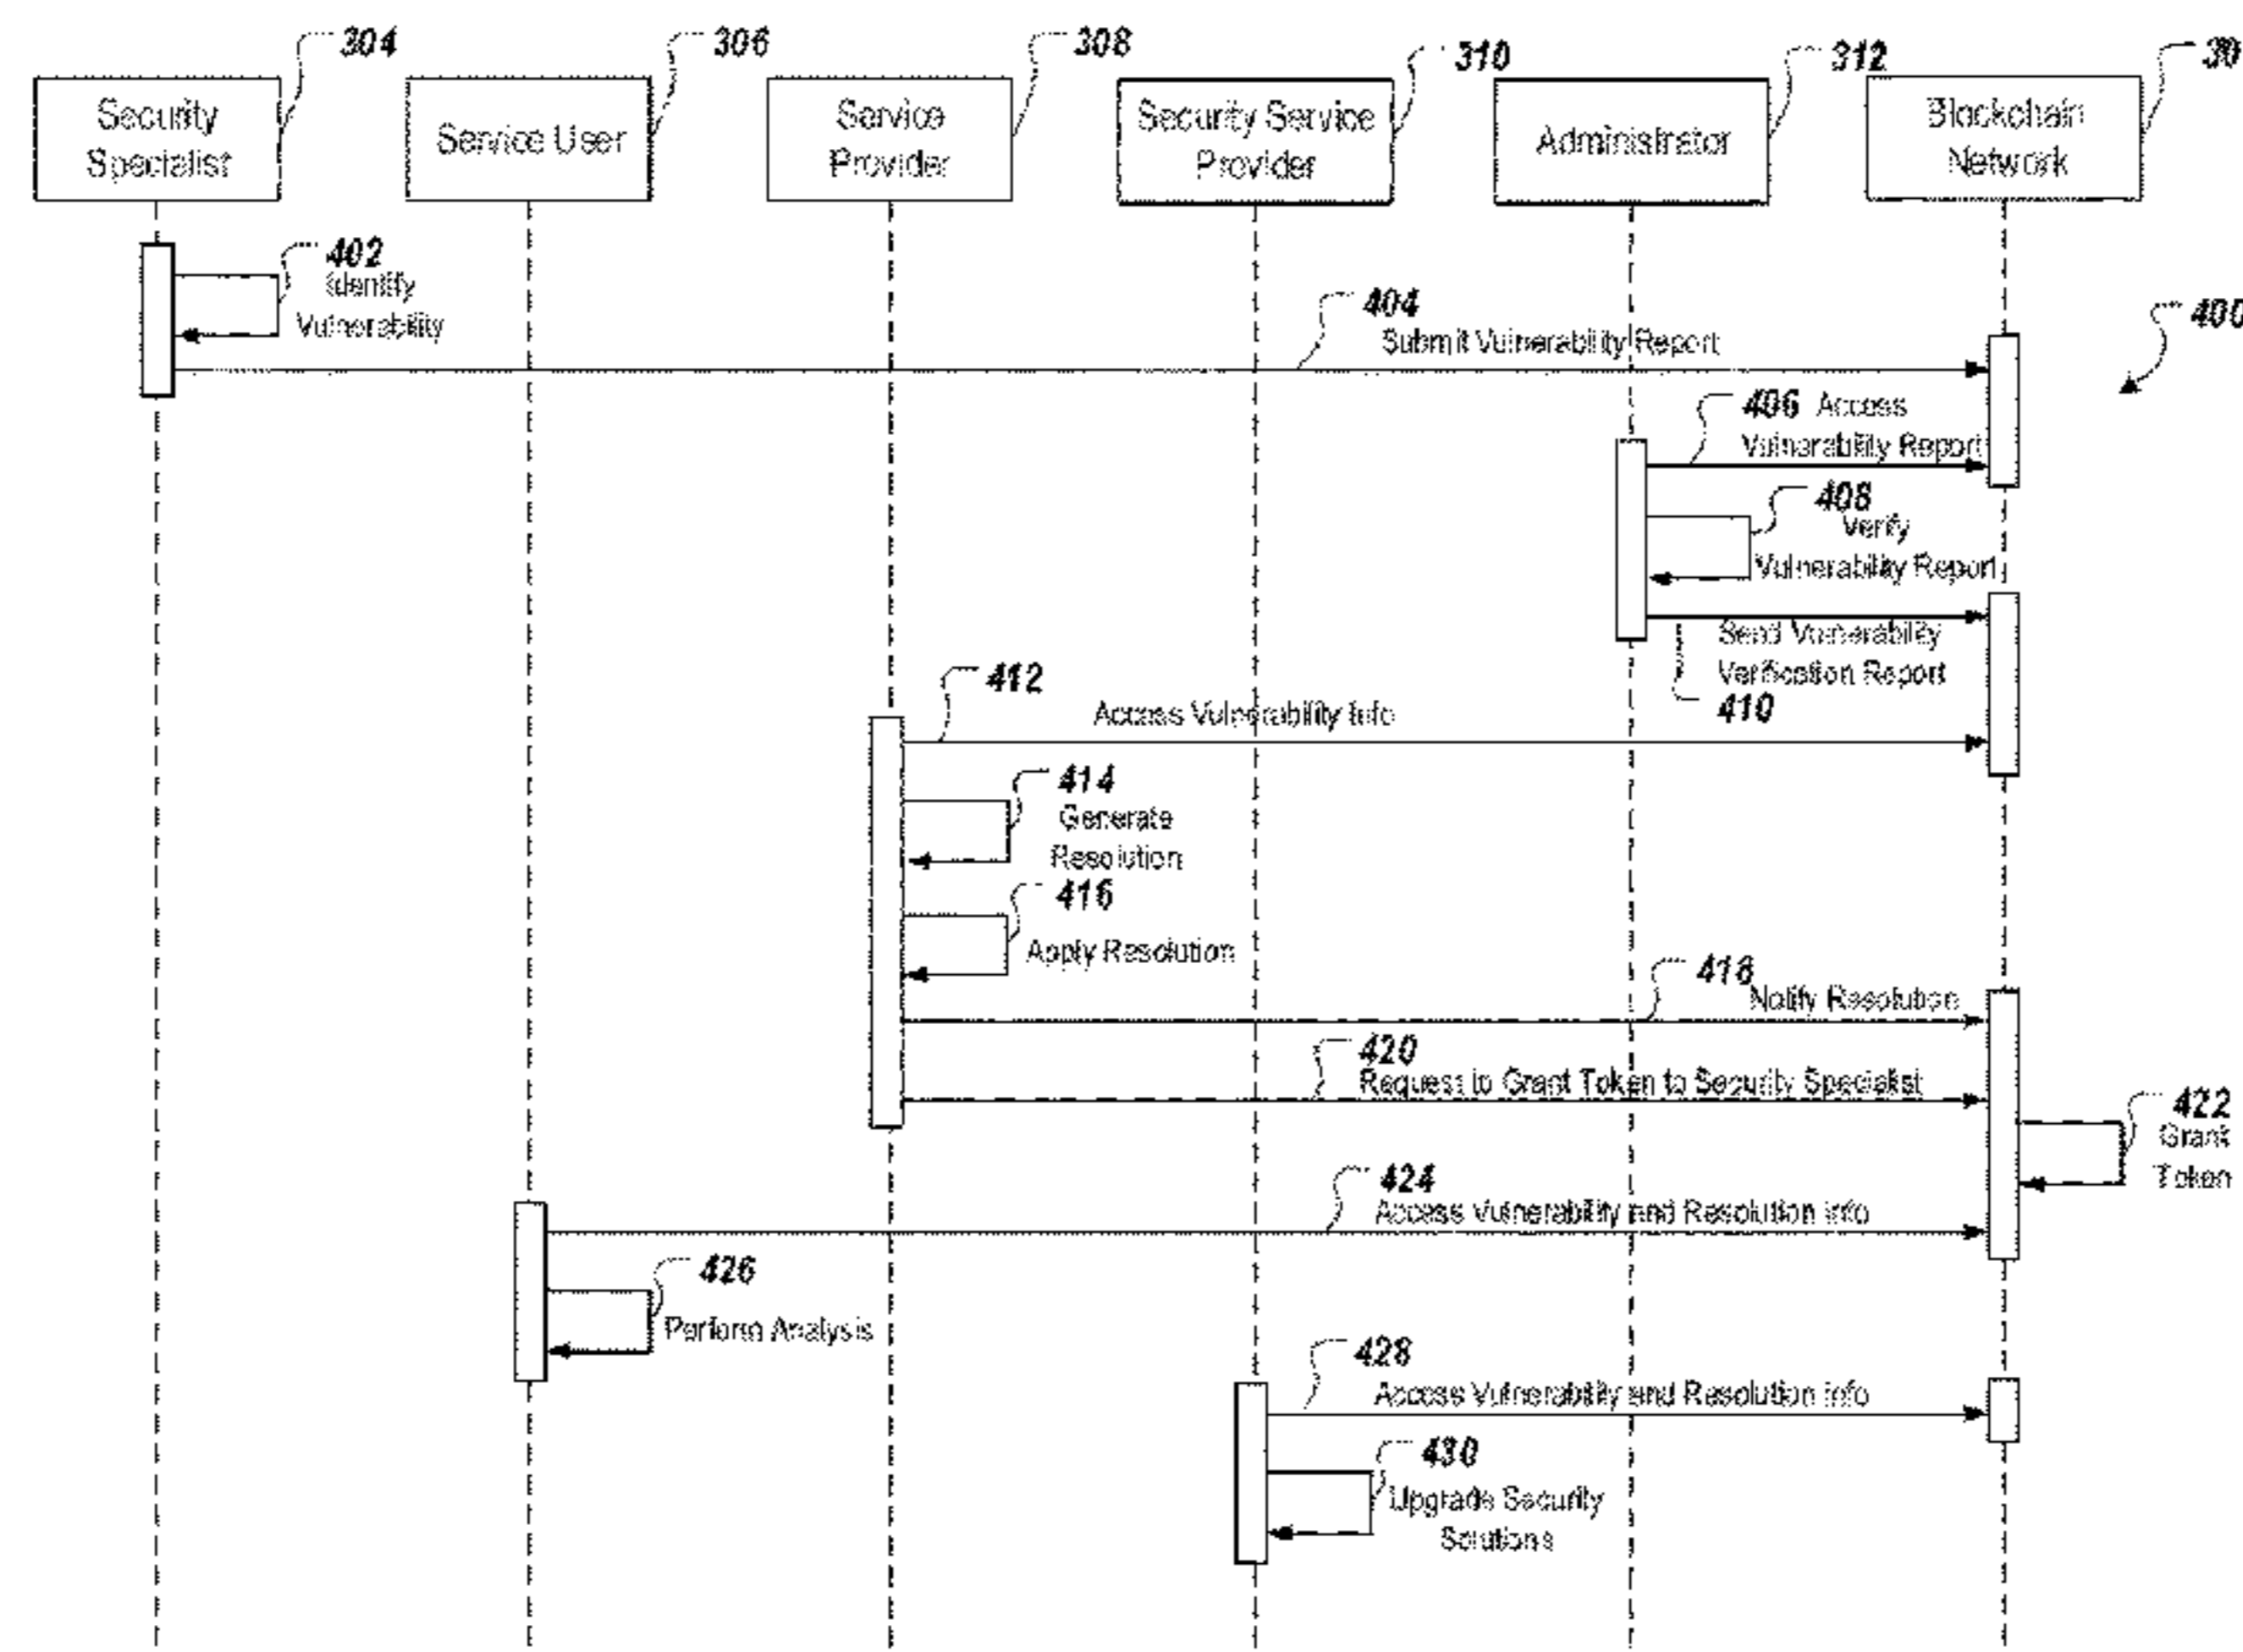 304
306
308
310
312
30
Security
Specialist
Service User
Service
Provider
Security Service
Provider
Administrator
Blockchain
Network
402
Identify
Vulnerability
404
Submit Vulnerability Report
400
406 Access
Vulnerability Report
408
Verify
Vulnerability Report
Send Vulnerability
Verification Report
410
412
Access Vulnerability Info
414
Generate
Resolution
416
Apply Resolution
418
Notify Resolution
420
Request to Grant Token to Security Specialist
422
Grant
Token
424
Access Vulnerability and Resolution info
426
Perform Analysis
428
Access Vulnerability and Resolution info
430
Upgrade Security
Solutions